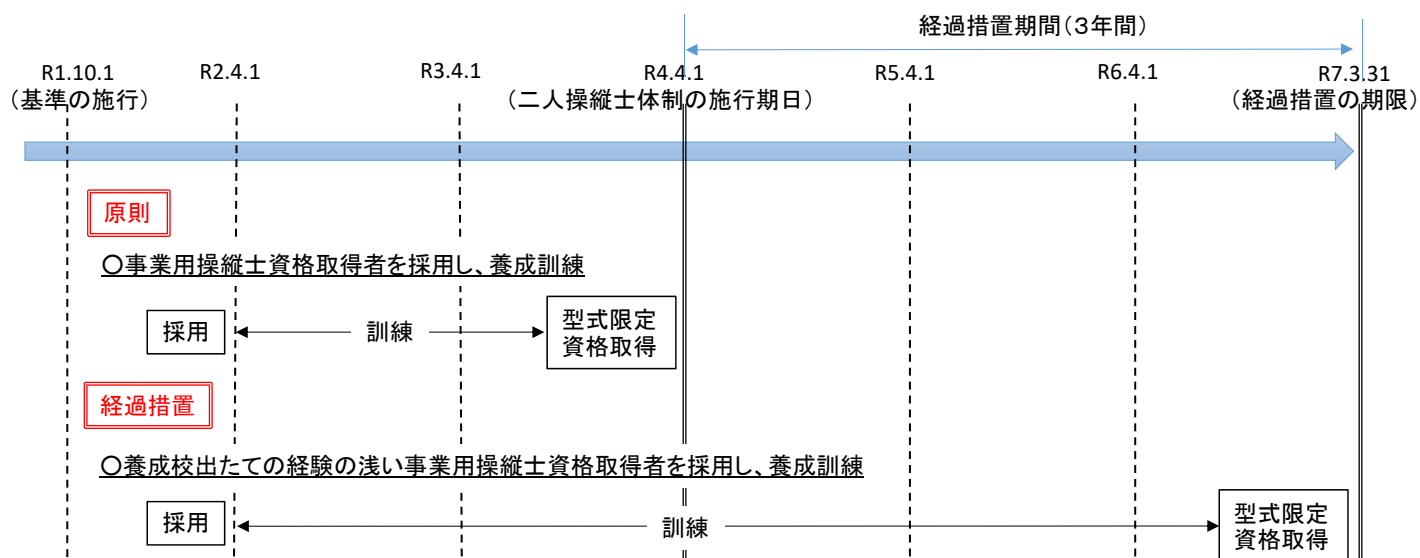 経過措置期間(3年間)
R1.10.1
(基準の施行)
R2.4.1
R3.4.1
R4.4.1
(二人操縦士体制の施行期日)
R5.4.1
R6.4.1
R7.3.31
(経過措置の期限)
原則
○事業用操縦士資格取得者を採用し、養成訓練
採用
訓練
型式限定
資格取得
経過措置
○養成校出たての経験の浅い事業用操縦士資格取得者を採用し、養成訓練
採用
訓練
型式限定
資格取得